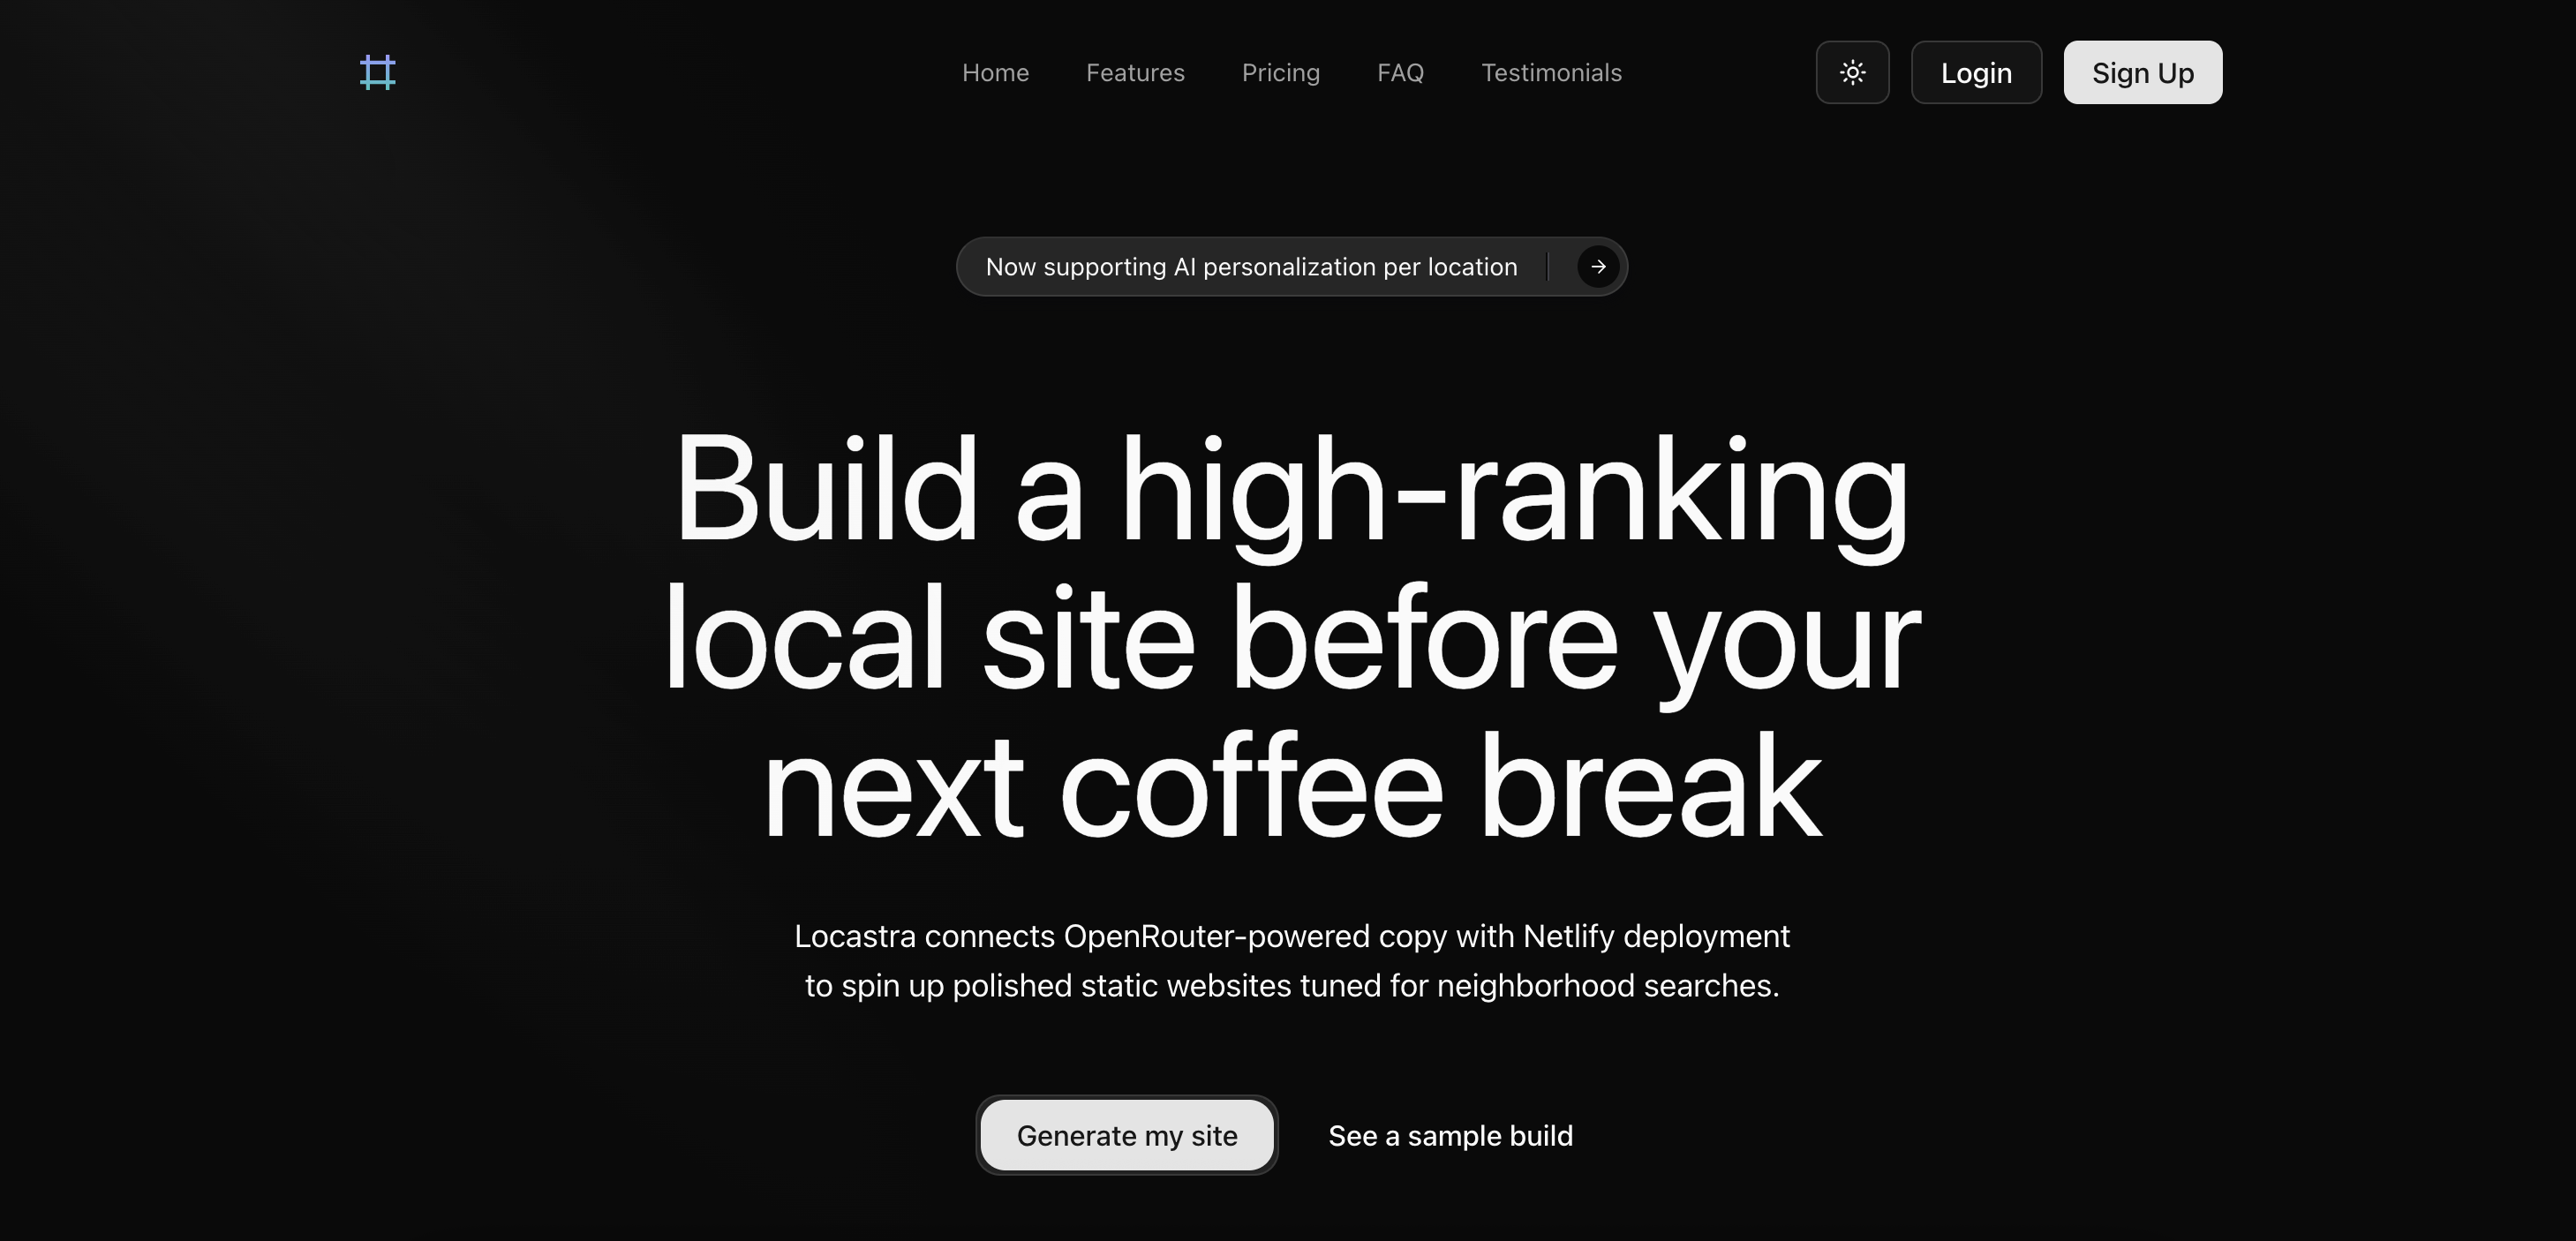 Home Features Pricing FAQ Testimonials Login Sign Up
Now supporting AI personalization per location
Build a high-ranking
local site before your
next coffee break
Locastra connects OpenRouter-powered copy with Netlify deployment
to spin up polished static websites tuned for neighborhood searches.
Generate my site See a sample build